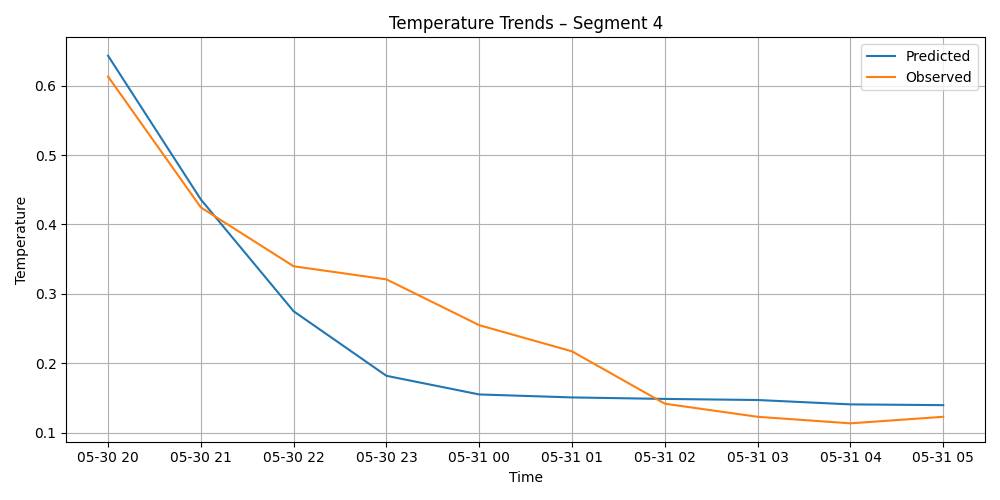 Temperature Trends – Segment 4
Predicted
Observed
Temperature
0.6
0.5
0.4
0.3
0.2
0.1
05-30 20 05-30 21 05-30 22 05-30 23 05-31 00 05-31 01 05-31 02 05-31 03 05-31 04 05-31 05
Time